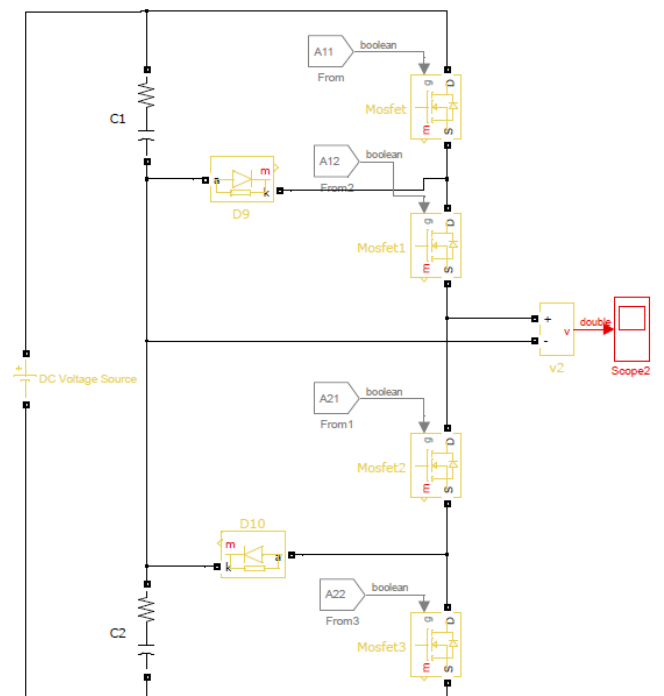 A11
boolean
From
g
D
Mosfet
m
S
C1
A12
boolean
From2
m
a
k
D9
g
D
Mosfet1
m
S
+
-
v
double
v2
Scope2
+
DC Voltage Source
A21
boolean
From1
g
D
Mosfet2
m
S
D10
m
k
a
A22
boolean
From3
g
D
C2
Mosfet3
m
S